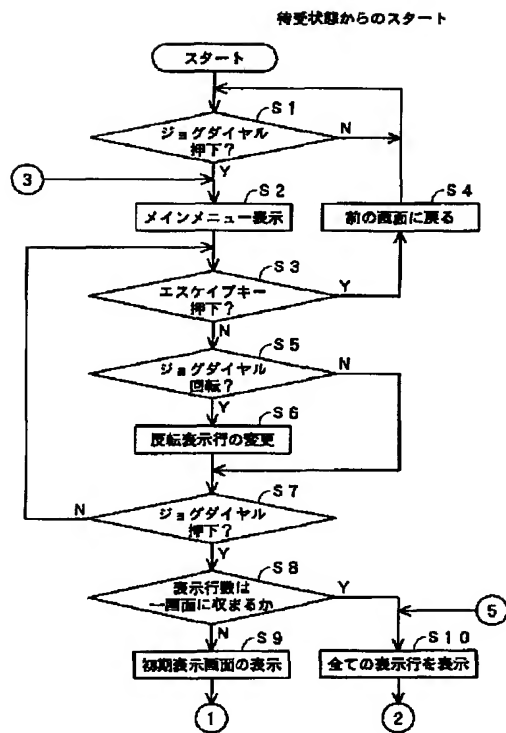 待受状態からのスタート
スタート
S1
ジョグダイヤル
押下?
N
Y
3
S2
メインメニュー表示
S4
前の画面に戻る
S3
エスケイプキー
押下?
Y
N
S5
ジョグダイヤル
回転?
N
Y
S6
反転表示行の変更
S7
ジョグダイヤル
押下?
N
Y
S8
表示行数は
一画面に収まるか
Y
N
5
S9
初期表示画面の表示
S10
全ての表示行を表示
1
2